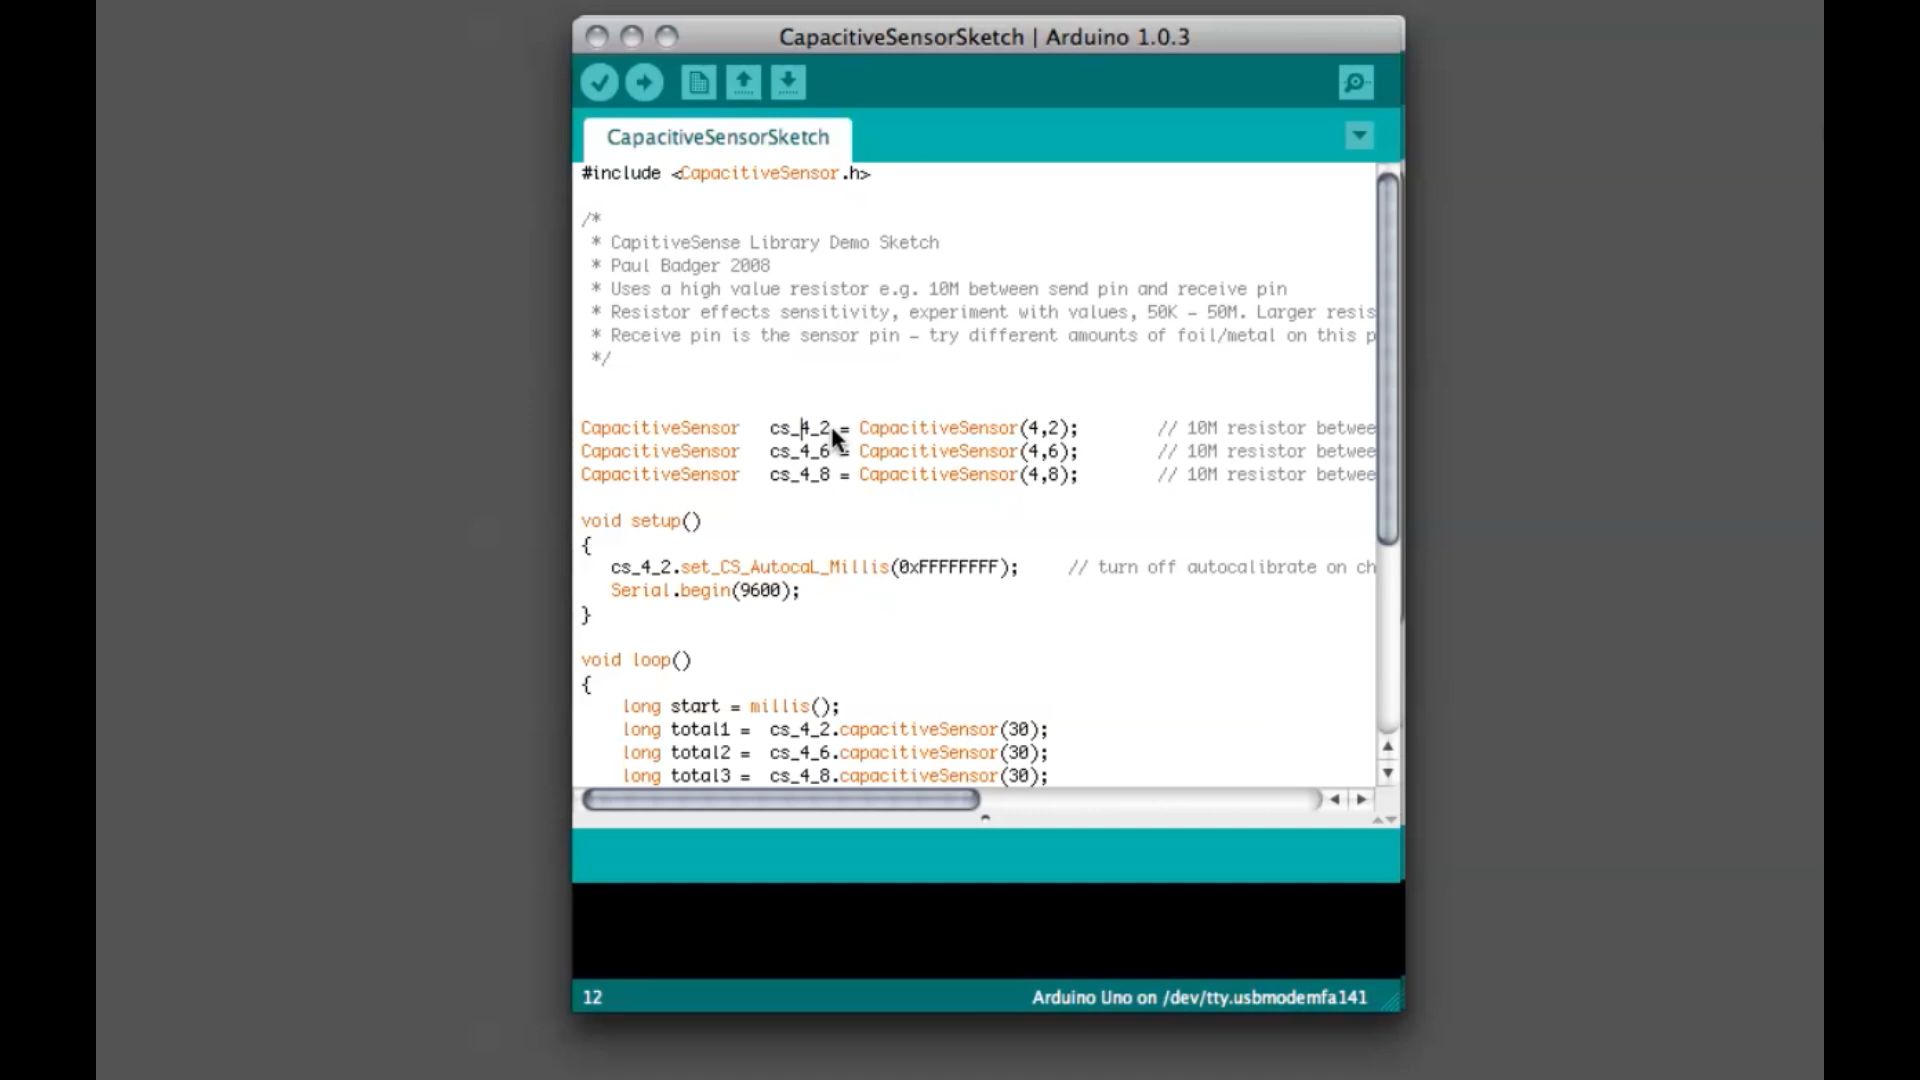 CapacitiveSensorSketch | Arduino 1.0.3
CapacitiveSensorSketch
#include <CapacitiveSensor.h>
/*
* CapitiveSense Library Demo Sketch
* Paul Badger 2008
* Uses a high value resistor e.g. 10M between send pin and receive pin
* Resistor effects sensitivity, experiment with values, 50K - 50M. Larger resis
* Receive pin is the sensor pin - try different amounts of foil/metal on this p
*/
CapacitiveSensor   cs_4_2 = CapacitiveSensor(4,2);        // 10M resistor betwee
CapacitiveSensor   cs_4_6 = CapacitiveSensor(4,6);        // 10M resistor betwee
CapacitiveSensor   cs_4_8 = CapacitiveSensor(4,8);        // 10M resistor betwee
void setup()
{
cs_4_2.set_CS_AutocaL_Millis(0xFFFFFFFF);     // turn off autocalibrate on ch
Serial.begin(9600);
}
void loop()
{
long start = millis();
long total1 =  cs_4_2.capacitiveSensor(30);
long total2 =  cs_4_6.capacitiveSensor(30);
long total3 =  cs_4_8.capacitiveSensor(30);
12
Arduino Uno on /dev/tty.usbmodemfa141